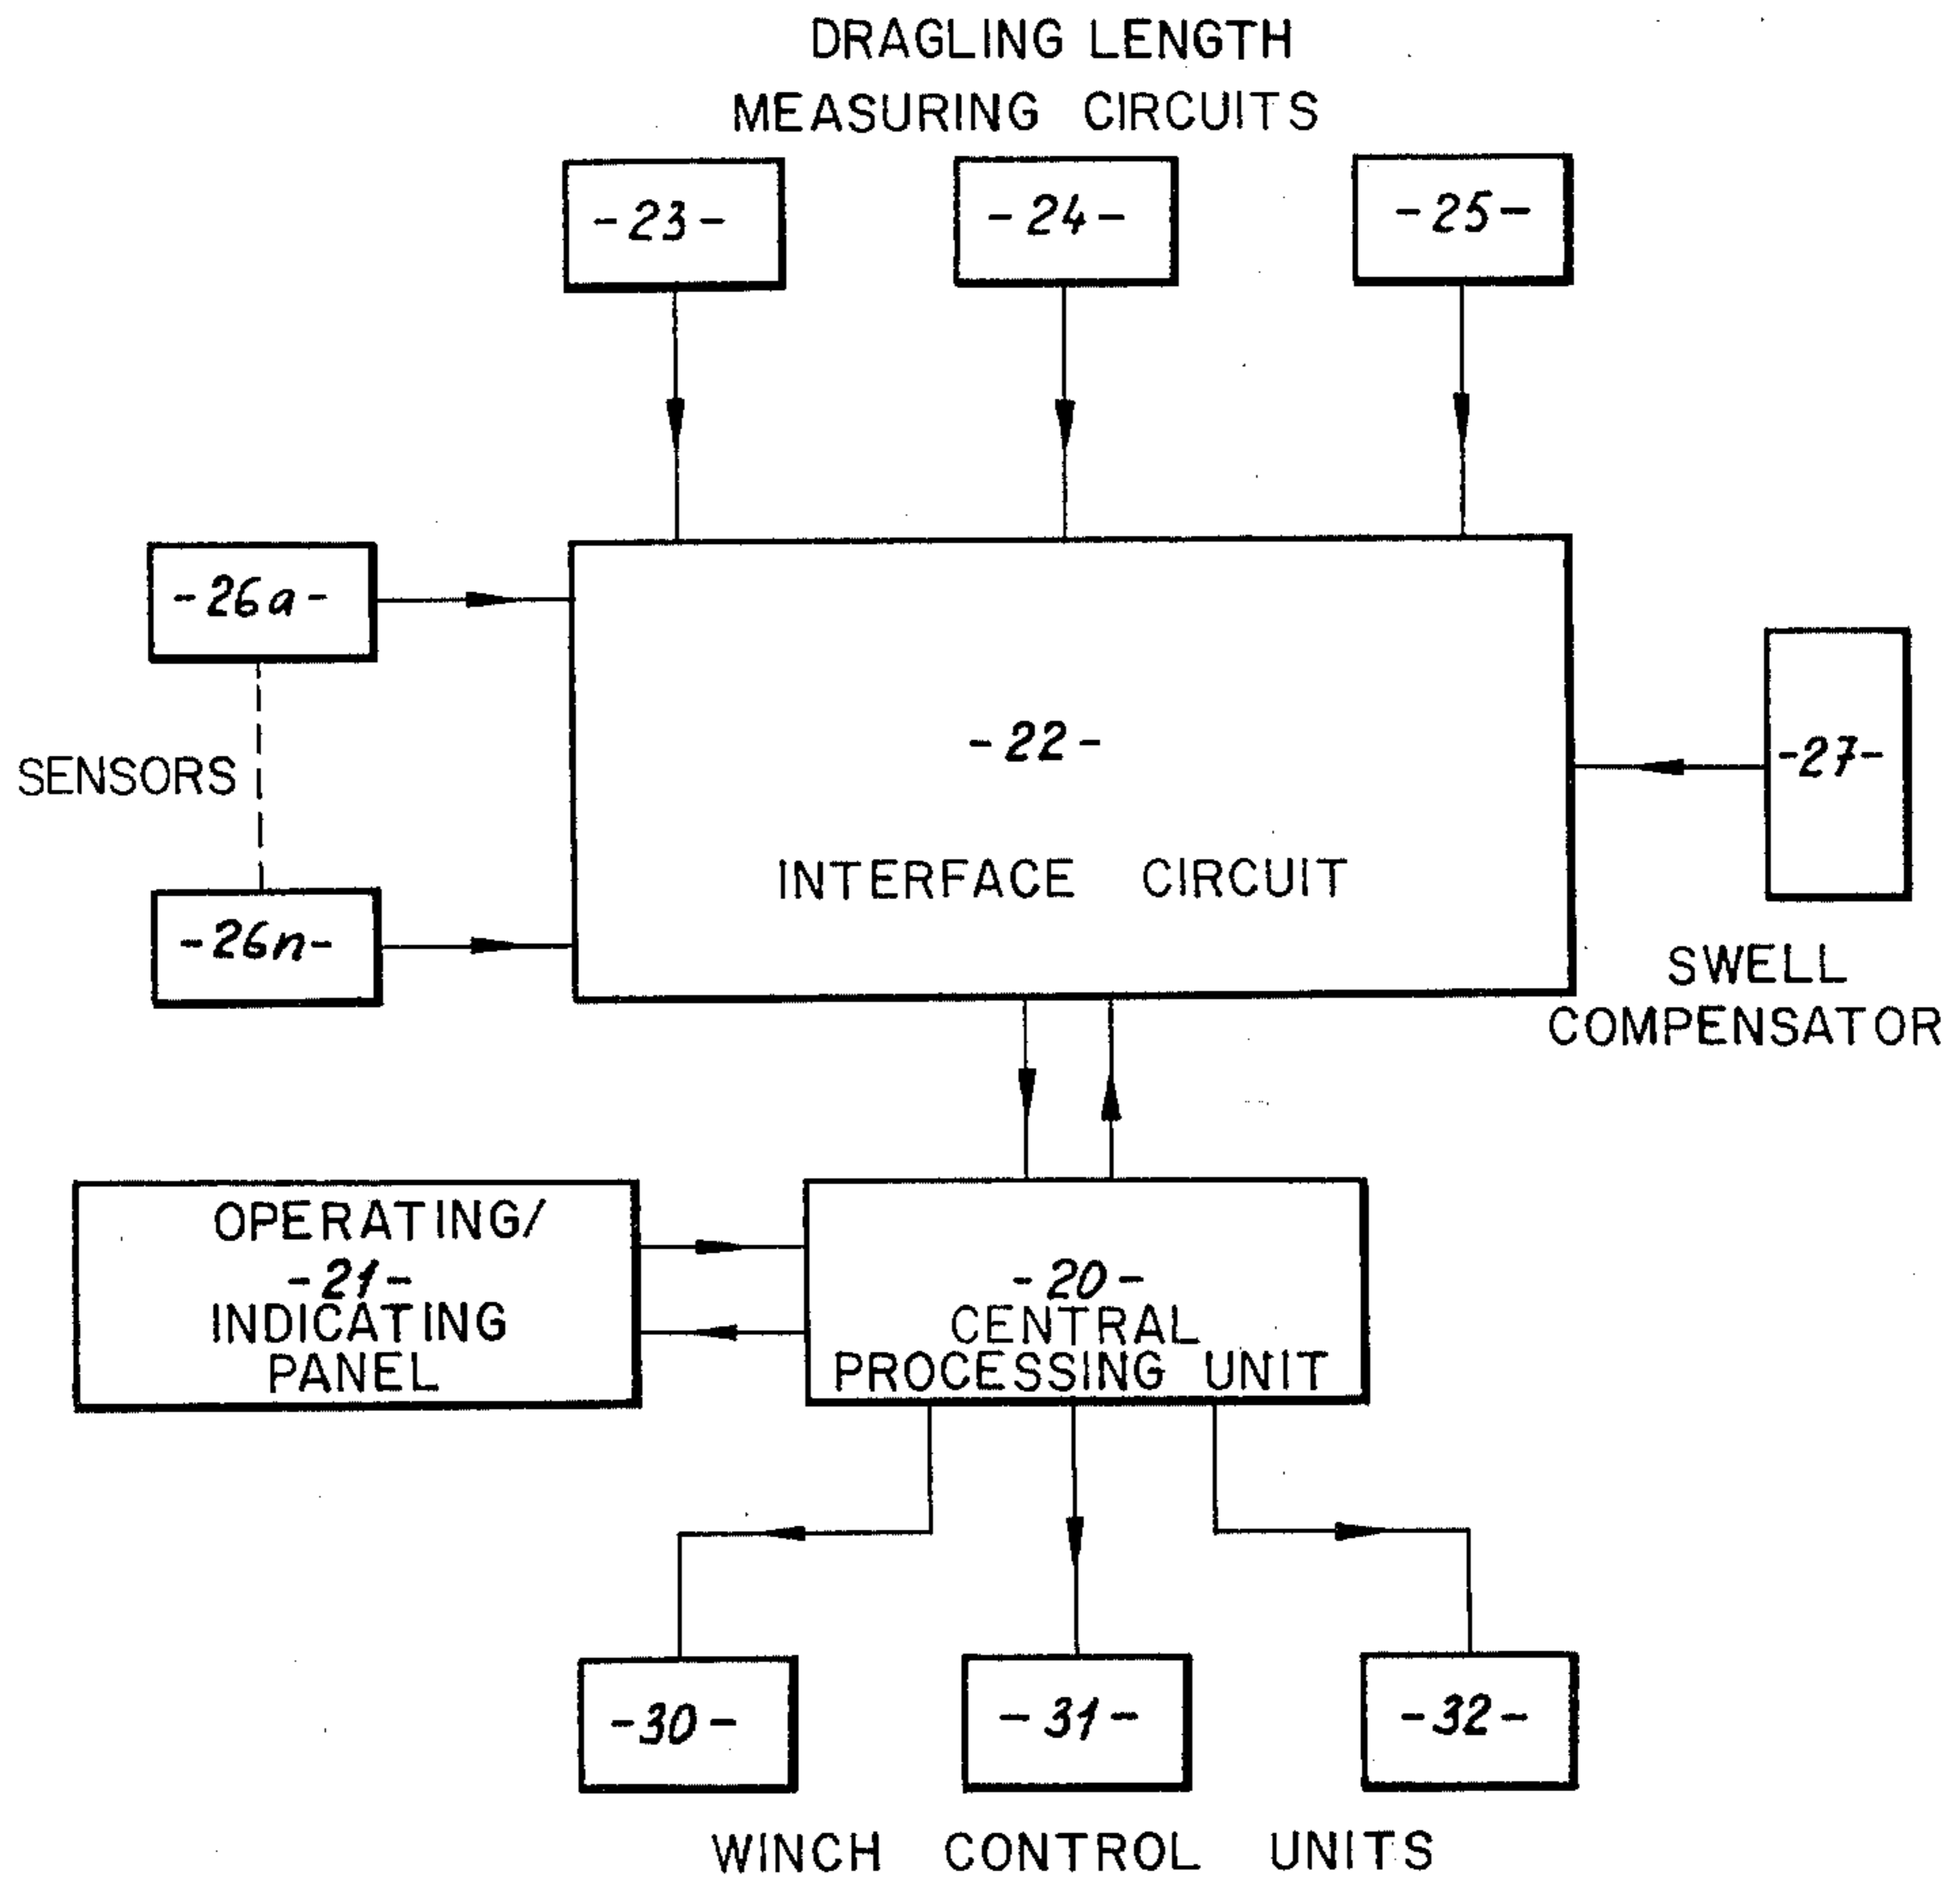 DRAGLING LENGTH
MEASURING CIRCUITS
-23-
-24-
-25-
-26a-
SENSORS
-26n-
-22-
INTERFACE CIRCUIT
-27-
SWELL
COMPENSATOR
OPERATING/
-21-
INDICATING
PANEL
-20-
CENTRAL
PROCESSING UNIT
-30-
-31-
-32-
WINCH CONTROL UNITS